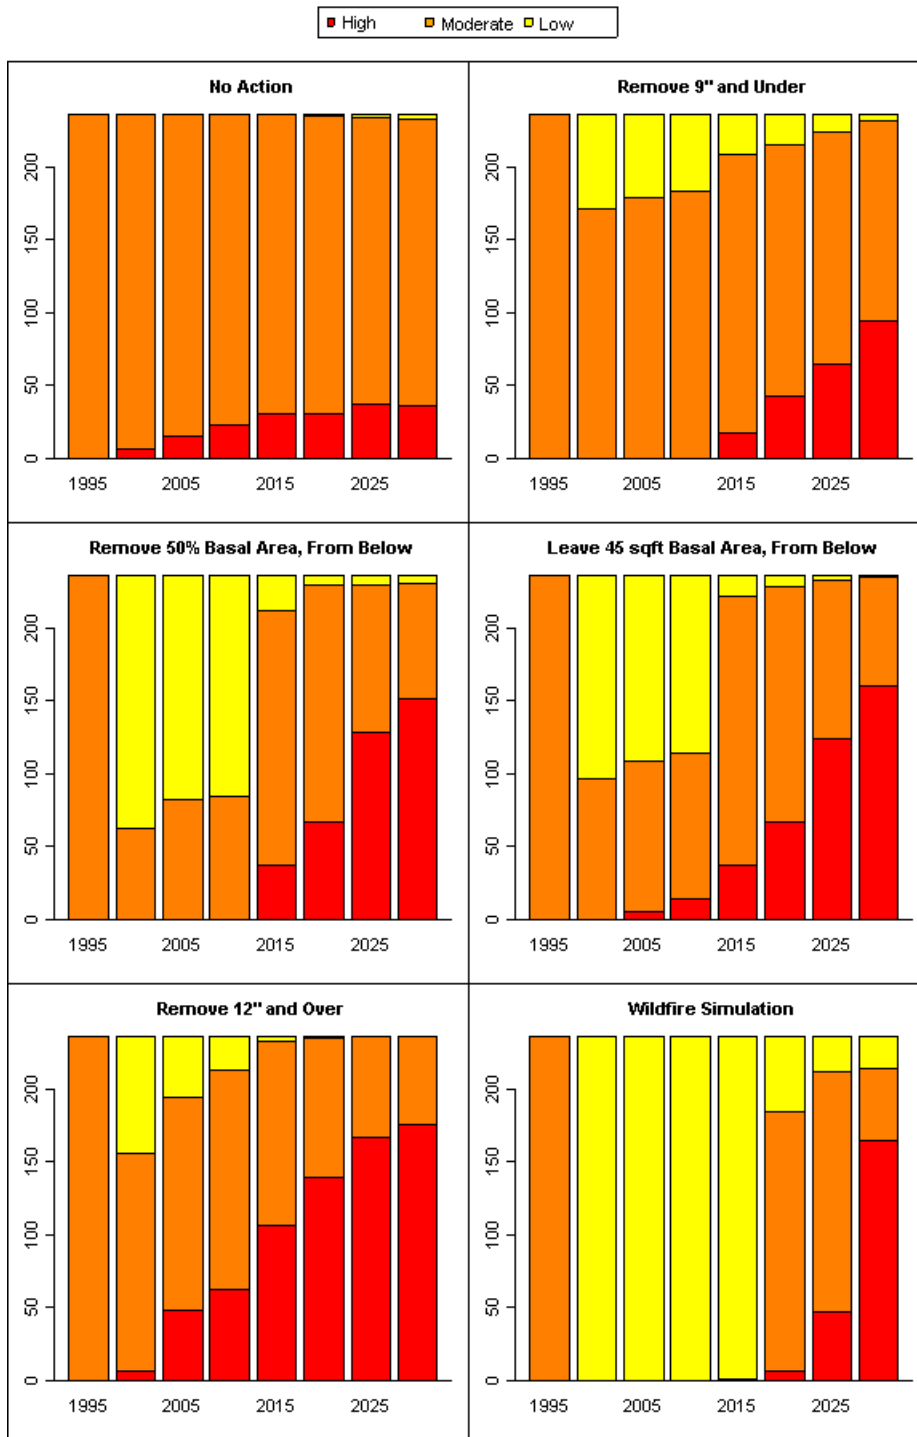 High Moderate Low
No Action
200
150
100
50
0
1995 2005 2015 2025
Remove 9" and Under
200
150
100
50
0
1995 2005 2015 2025
Remove 50% Basal Area, From Below
200
150
100
50
0
1995 2005 2015 2025
Leave 45 sqft Basal Area, From Below
200
150
100
50
0
1995 2005 2015 2025
Remove 12" and Over
200
150
100
50
0
1995 2005 2015 2025
Wildfire Simulation
200
150
100
50
0
1995 2005 2015 2025